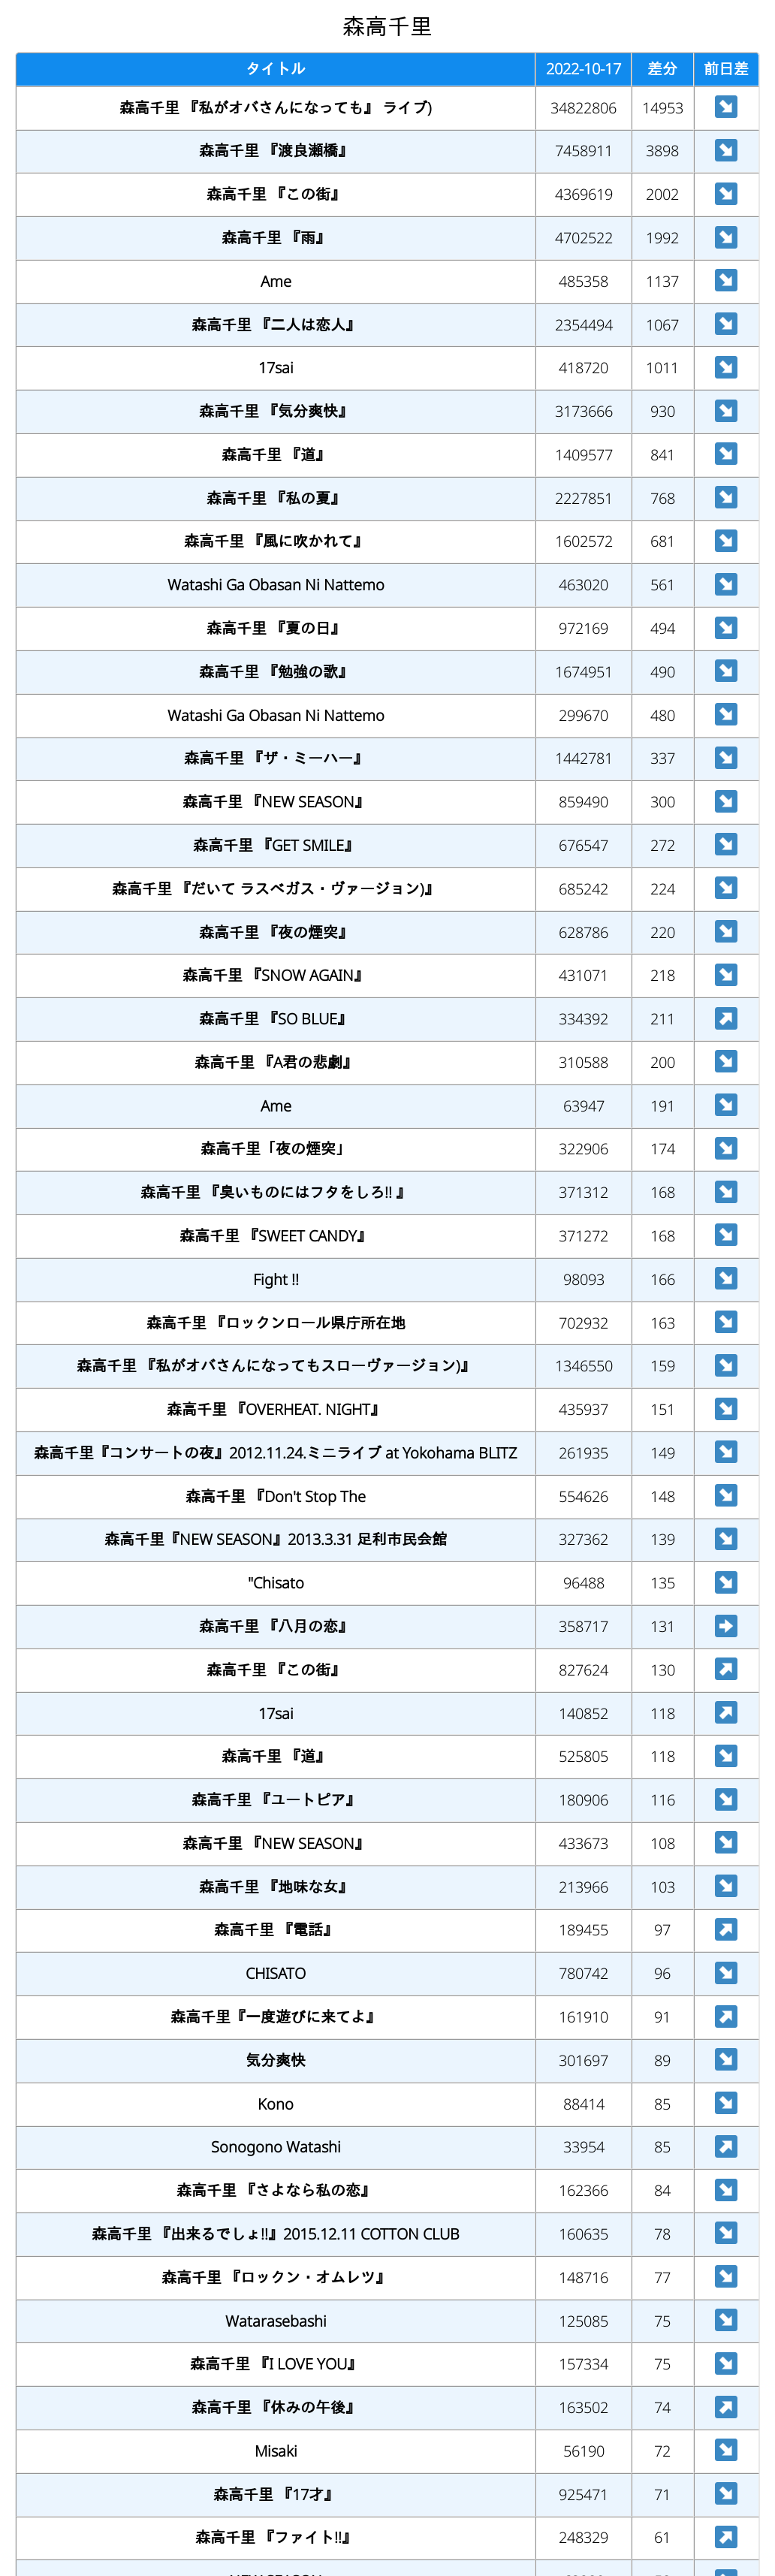 森高千里
タイトル 2022-10-17 差分 前日差
森高千里 『私がオバさんになっても』 ライブ) 34822806 14953
森高千里 『渡良瀬橋』 7458911 3898
森高千里 『この街』 4369619 2002
森高千里 『雨』 4702522 1992
Ame 485358 1137
森高千里 『二人は恋人』 2354494 1067
17sai 418720 1011
森高千里 『気分爽快』 3173666 930
森高千里 『道』 1409577 841
森高千里 『私の夏』 2227851 768
森高千里 『風に吹かれて』 1602572 681
Watashi Ga Obasan Ni Nattemo 463020 561
森高千里 『夏の日』 972169 494
森高千里 『勉強の歌』 1674951 490
Watashi Ga Obasan Ni Nattemo 299670 480
森高千里 『ザ・ミーハー』 1442781 337
森高千里 『NEW SEASON』 859490 300
森高千里 『GET SMILE』 676547 272
森高千里 『だいて ラスベガス・ヴァージョン)』 685242 224
森高千里 『夜の煙突』 628786 220
森高千里 『SNOW AGAIN』 431071 218
森高千里 『SO BLUE』 334392 211
森高千里 『A君の悲劇』 310588 200
Ame 63947 191
森高千里「夜の煙突」 322906 174
森高千里 『臭いものにはフタをしろ!! 』 371312 168
森高千里 『SWEET CANDY』 371272 168
Fight !! 98093 166
森高千里 『ロックンロール県庁所在地 702932 163
森高千里 『私がオバさんになってもスローヴァージョン)』 1346550 159
森高千里 『OVERHEAT. NIGHT』 435937 151
森高千里『コンサートの夜』2012.11.24.ミニライブ at Yokohama BLITZ 261935 149
森高千里 『Don't Stop The 554626 148
森高千里『NEW SEASON』2013.3.31 足利市民会館 327362 139
"Chisato 96488 135
森高千里 『八月の恋』 358717 131
森高千里 『この街』 827624 130
17sai 140852 118
森高千里 『道』 525805 118
森高千里 『ユートピア』 180906 116
森高千里 『NEW SEASON』 433673 108
森高千里 『地味な女』 213966 103
森高千里 『電話』 189455 97
CHISATO 780742 96
森高千里『一度遊びに来てよ』 161910 91
気分爽快 301697 89
Kono 88414 85
Sonogono Watashi 33954 85
森高千里 『さよなら私の恋』 162366 84
森高千里 『出来るでしょ!!』2015.12.11 COTTON CLUB 160635 78
森高千里 『ロックン・オムレツ』 148716 77
Watarasebashi 125085 75
森高千里 『I LOVE YOU』 157334 75
森高千里 『休みの午後』 163502 74
Misaki 56190 72
森高千里 『17才』 925471 71
森高千里 『ファイト!!』 248329 61